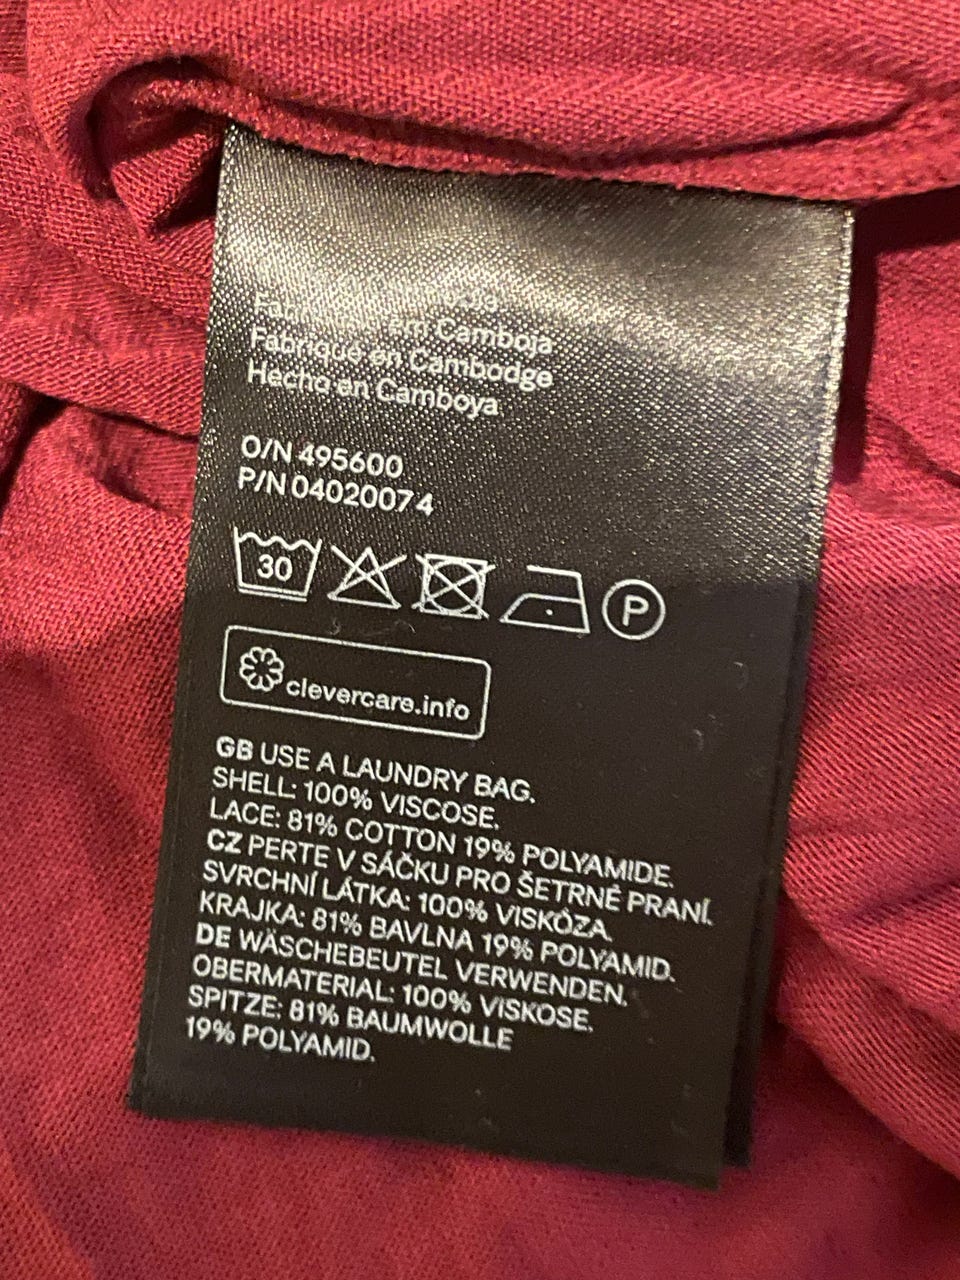 em Camboja
Fabriqué en Cambodge
Hecho en Camboya
O/N 495600
P/N 04020074
30
P
clevercare.info
GB USE A LAUNDRY BAG.
SHELL: 100% VISCOSE.
LACE: 81% COTTON 19% POLYAMIDE.
CZ PERTE V SÁČKU PRO ŠETRNÉ PRANÍ.
SVRCHNÍ LÁTKA: 100% VISKÓZA.
KRAJKA: 81% BAVLNA 19% POLYAMID.
DE WÄSCHEBEUTEL VERWENDEN.
OBERMATERIAL: 100% VISKOSE.
SPITZE: 81% BAUMWOLLE
19% POLYAMID.